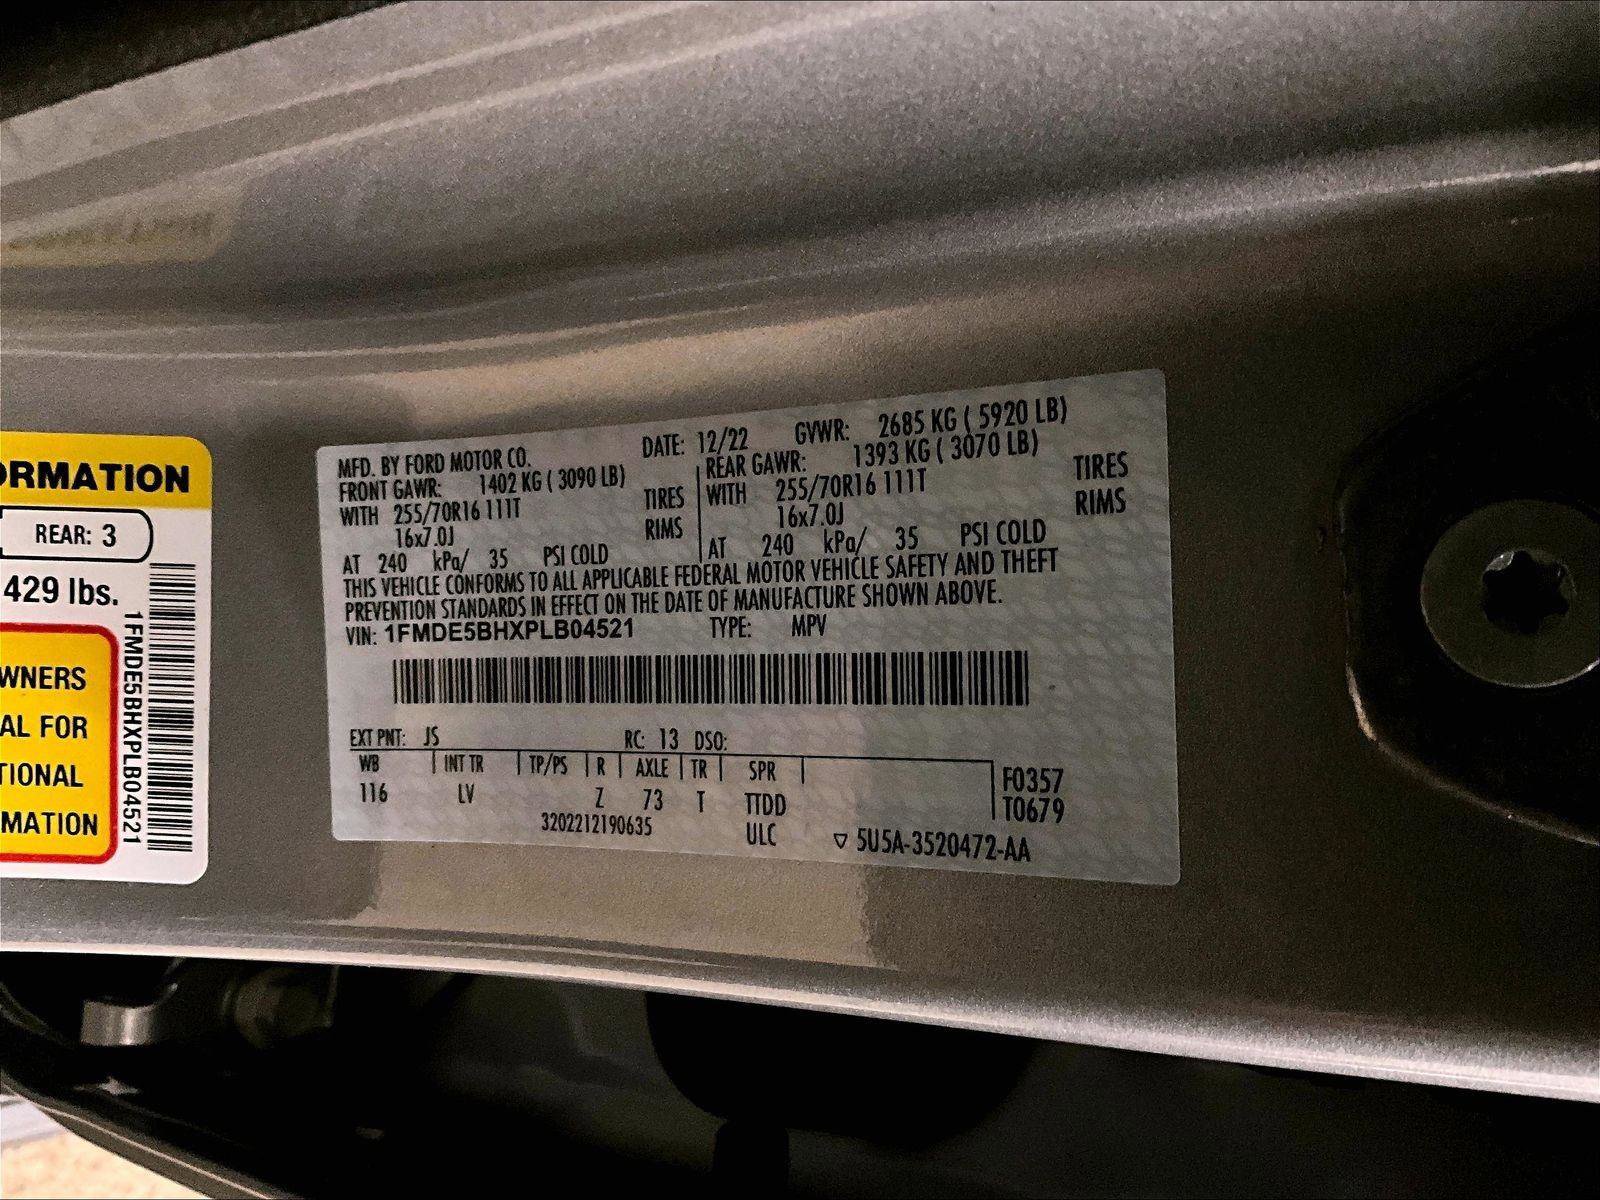 ORMATION
REAR: 3
429 lbs.
WNERS
AL FOR
TIONAL
MATION
1FMDE5BHXPLB04521
MFD. BY FORD MOTOR CO. DATE: 12/22 GVWR: 2685 KG ( 5920 LB)
FRONT GAWR: 1402 KG ( 3090 LB) REAR GAWR: 1393 KG ( 3070 LB)
WITH 255/70R16 111T TIRES WITH 255/70R16 111T TIRES
16x7.0J RIMS 16x7.0J RIMS
AT 240 kPa/ 35 PSI COLD AT 240 kPa/ 35 PSI COLD
THIS VEHICLE CONFORMS TO ALL APPLICABLE FEDERAL MOTOR VEHICLE SAFETY AND THEFT
PREVENTION STANDARDS IN EFFECT ON THE DATE OF MANUFACTURE SHOWN ABOVE.
VIN: 1FMDE5BHXPLB04521 TYPE: MPV
EXT PNT: JS RC: 13 DSO:
WB INT TR TP/PS R AXLE TR SPR F0357
116 LV Z 73 T TTDD T0679
3202212190635 ULC ▽ 5U5A-3520472-AA